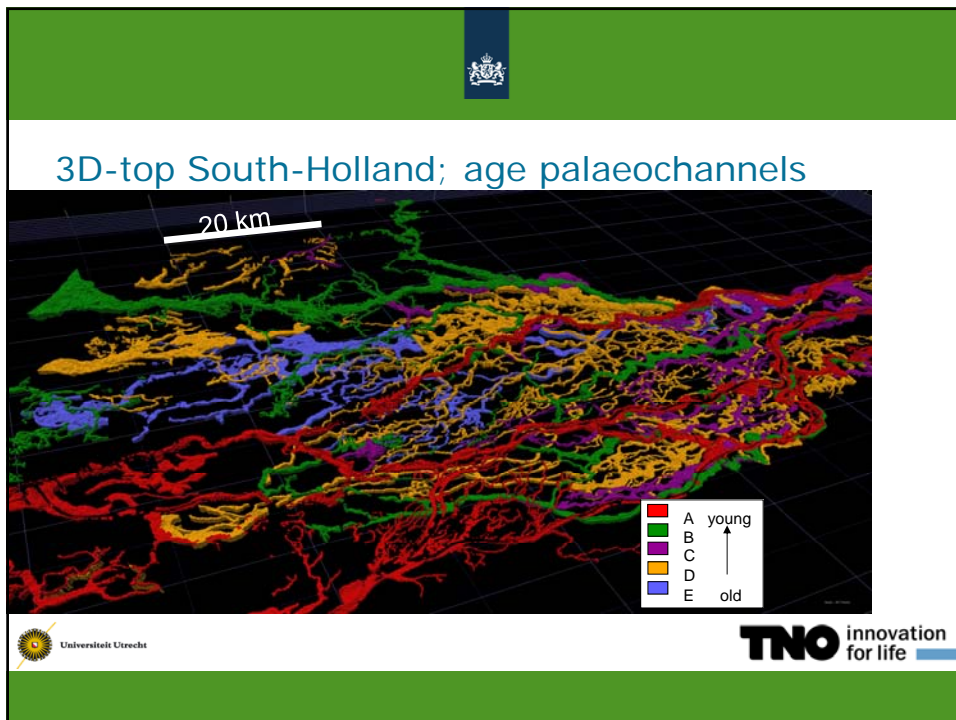 3D-top South-Holland; age palaeochannels
20 km
A young
B
C
D
E old
Universiteit Utrecht
TNO innovation
for life